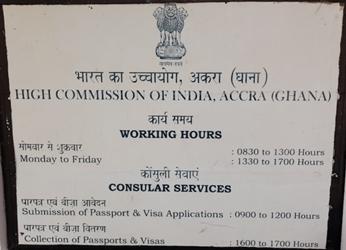 भारत का उच्चायोग, अकरा (घाना)
HIGH COMMISSION OF INDIA, ACCRA (GHANA)
कार्य समय
WORKING HOURS
सोमवार से शुक्रवार : 0830 to 1300 Hours
Monday to Friday : 1330 to 1700 Hours
कोंसुली सेवाएं
CONSULAR SERVICES
पारपत्र एवं बीजा आवेदन
Submission of Passport & Visa Applications : 0900 to 1200 Hours
पारपत्र एवं बीजा वितरण
Collection of Passports & Visas : 1600 to 1700 Hours